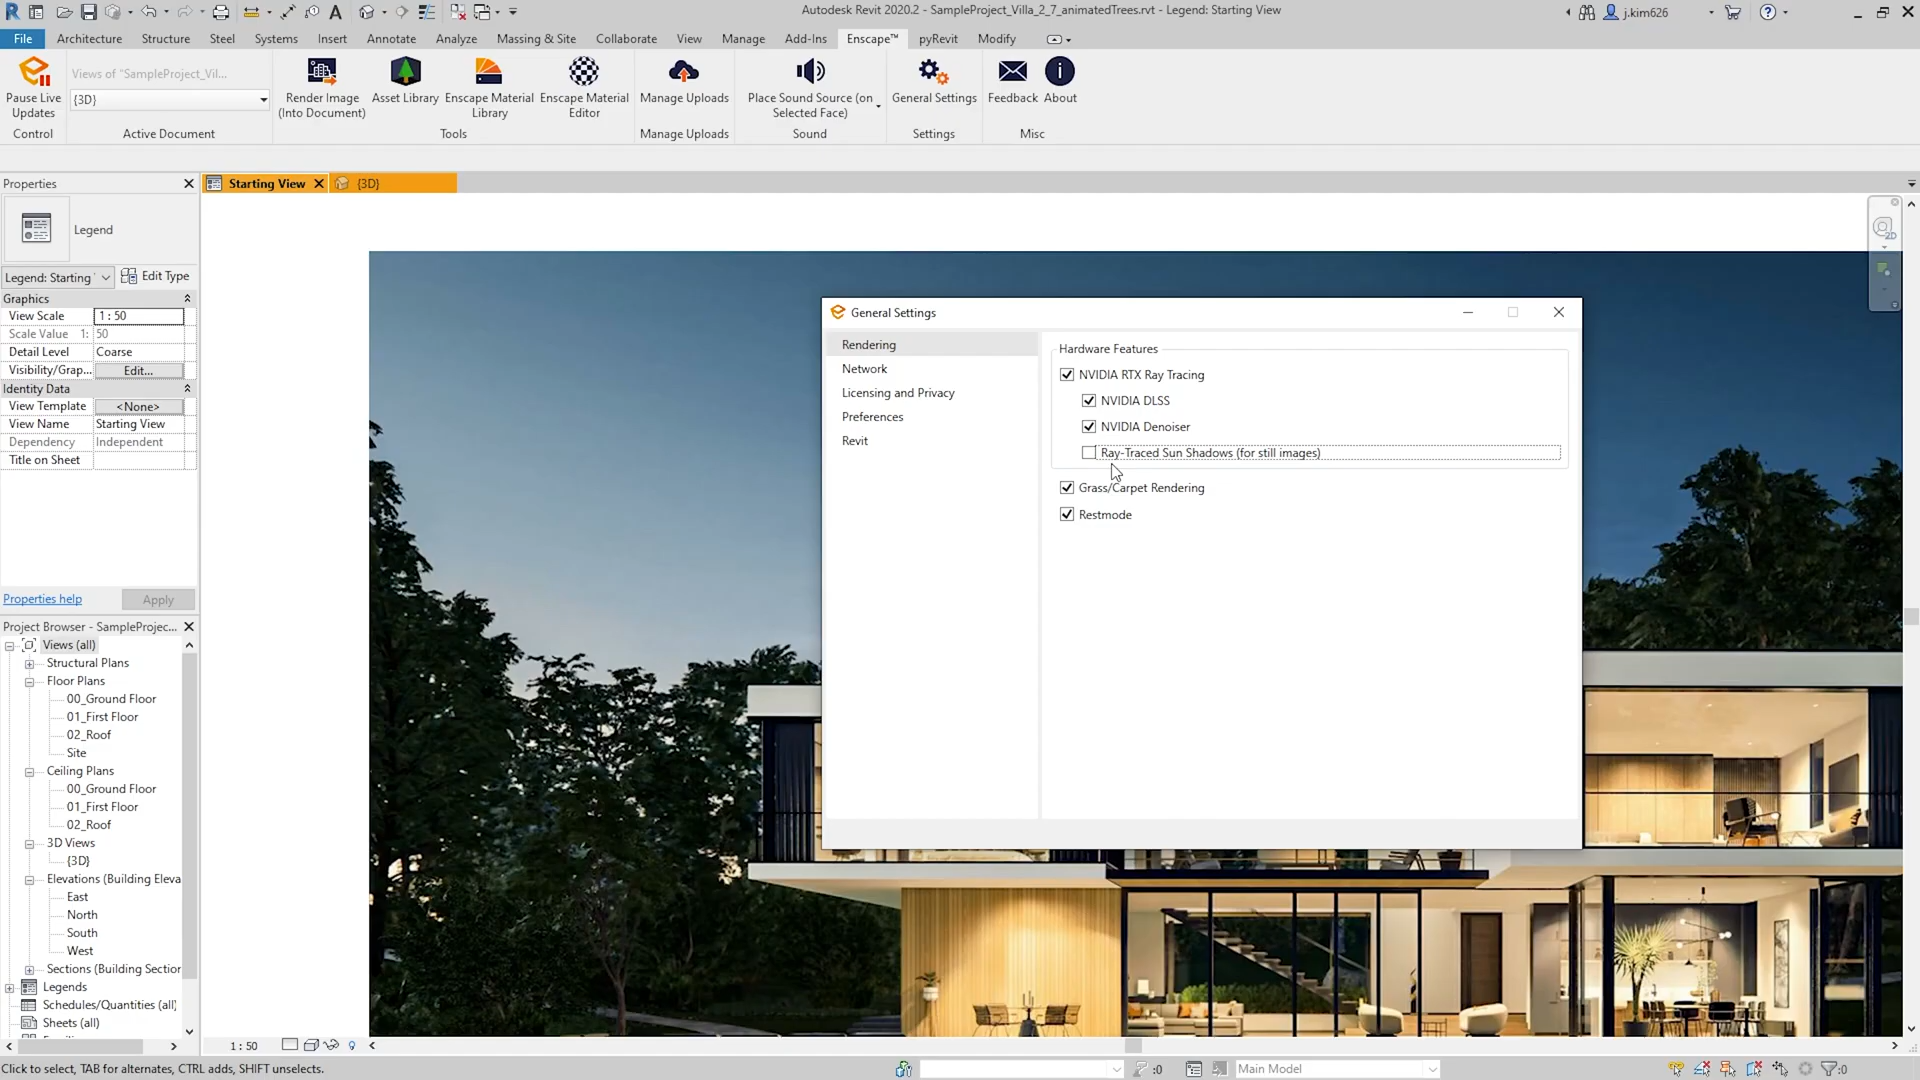 Autodesk Revit 2020.2 - SampleProject_Villa_2_7_animatedTrees.rvt - Legend: Starting View
j.kim626
File
Architecture
Structure
Steel
Systems
Insert
Annotate
Analyze
Massing & Site
Collaborate
View
Manage
Add-Ins
Enscape™
pyRevit
Modify
Pause Live
Updates
Control
Views of "SampleProject_Vil...
{3D}
Active Document
Render Image
(Into Document)
Asset Library
Enscape Material
Library
Enscape Material
Editor
Tools
Manage Uploads
Manage Uploads
Place Sound Source (on
Selected Face)
Sound
General Settings
Settings
Feedback
About
Misc
Properties
Starting View
{3D}
Legend
Legend: Starting
Edit Type
Graphics
View Scale 1 : 50
Scale Value 1: 50
Detail Level Coarse
Visibility/Grap... Edit...
Identity Data
View Template <None>
View Name Starting View
Dependency Independent
Title on Sheet
Properties help
Apply
Project Browser - SampleProjec...
Views (all)
Structural Plans
Floor Plans
00_Ground Floor
01_First Floor
02_Roof
Site
Ceiling Plans
00_Ground Floor
01_First Floor
02_Roof
3D Views
{3D}
Elevations (Building Eleva
East
North
South
West
Sections (Building Section
Legends
Schedules/Quantities (all)
Sheets (all)
General Settings
Rendering
Network
Licensing and Privacy
Preferences
Revit
Hardware Features
NVIDIA RTX Ray Tracing
NVIDIA DLSS
NVIDIA Denoiser
Ray-Traced Sun Shadows (for still images)
Grass/Carpet Rendering
Restmode
2D
1 : 50
Click to select, TAB for alternates, CTRL adds, SHIFT unselects.
:0
Main Model
:0